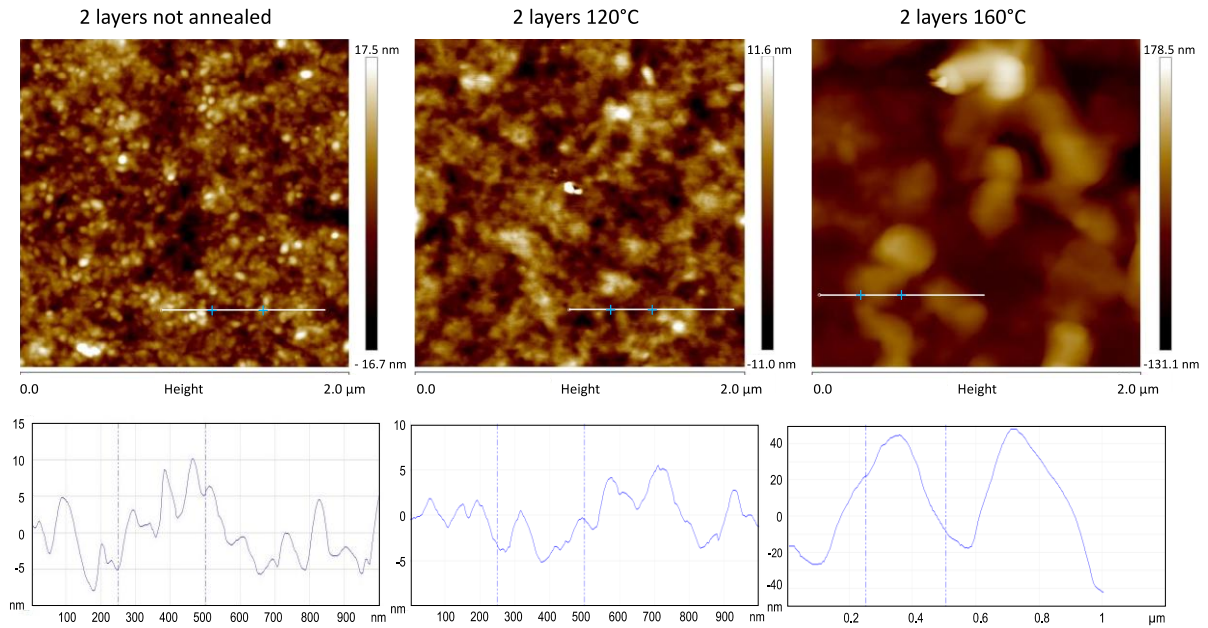 2 layers not annealed 2 layers 120°C 2 layers 160°C
17.5 nm 11.6 nm 178.5 nm
- 16.7 nm -11.0 nm -131.1 nm
0.0 Height 2.0 µm 0.0 Height 2.0 µm 0.0 Height 2.0 µm
15 10
10 5 40
5 20
0 0 0
-5 -5 -20
-40
nm nm nm
100 200 300 400 500 600 700 800 900 nm 100 200 300 400 500 600 700 800 900 nm 0.2 0.4 0.6 0.8 1 µm